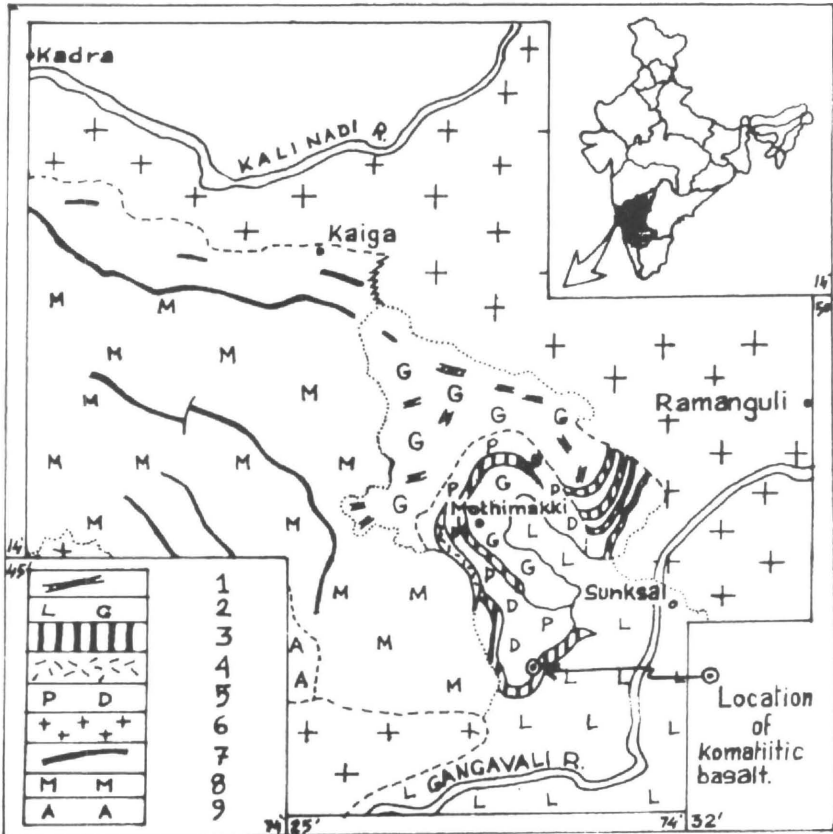 Kadra
KALI NADI R.
Kaiga
14
50
Ramanguli
M M
M M M
M M
M M M M
M
M M M
M M
M
G G
G G G
G
G
P
P G D
Mothimakki
L D
G L L
G
P
Sunksal
D
D P L
L L L
L L
L L L
A
A
14
45'
1
L G 2
3
4
P D 5
6
7
M M 8
A A 9
GANGAVALI R.
Location
of
komatiitic
basalt.
74 25'
74 32'